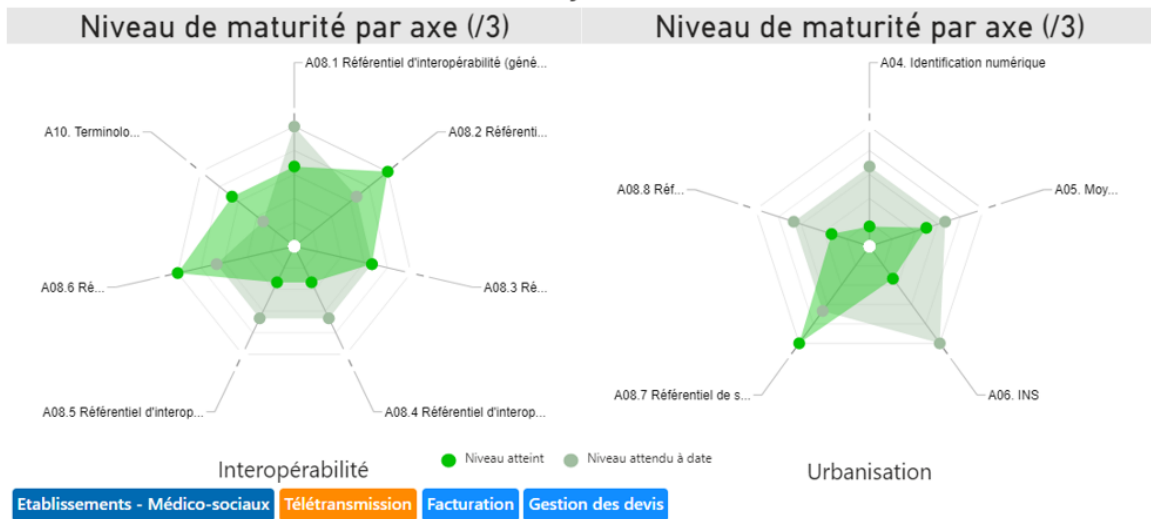 Niveau de maturité par axe (/3)
A08.1 Référentiel d'interopérabilité (géné...
A10. Terminolo...
A08.2 Référenti...
A08.6 Ré...
A08.3 Ré...
A08.5 Référentiel d'interop...
A08.4 Référentiel d'interop...
Interopérabilité
Niveau de maturité par axe (/3)
A04. Identification numérique
A08.8 Réf...
A05. Moy...
A08.7 Référentiel de s...
A06. INS
Urbanisation
Niveau atteint
Niveau attendu à date
Etablissements - Médico-sociaux
Télétransmission
Facturation
Gestion des devis